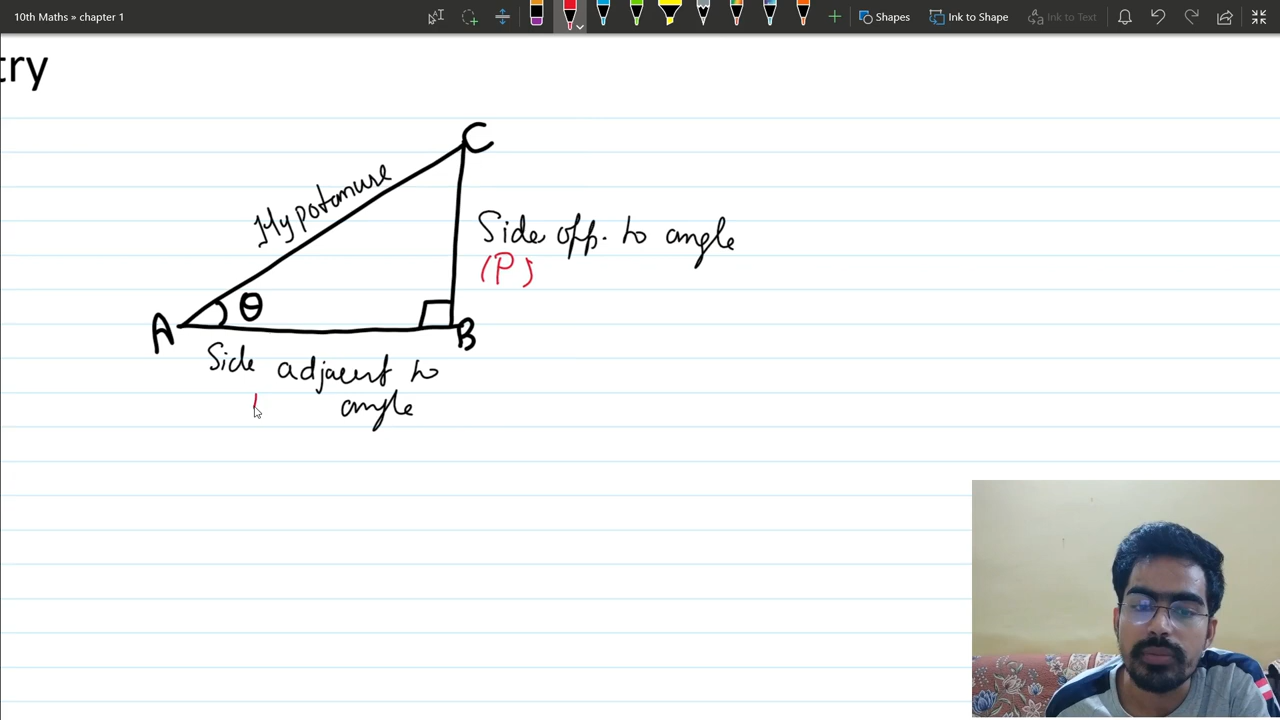 10th Maths » chapter 1
Shapes
Ink to Shape
Ink to Text
try
C
Hypotamuse
Side opp. to angle
(P)
θ
A
B
Side adjacent to
angle